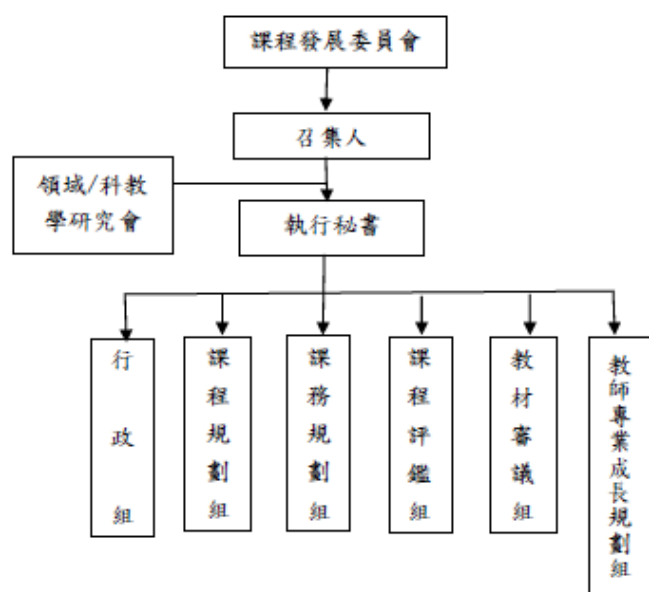 課程發展委員會
召集人
領域/科教
學研究會
執行秘書
行政組
課程規劃組
課務規劃組
課程評鑑組
教材審議組
教師專業成長規劃組